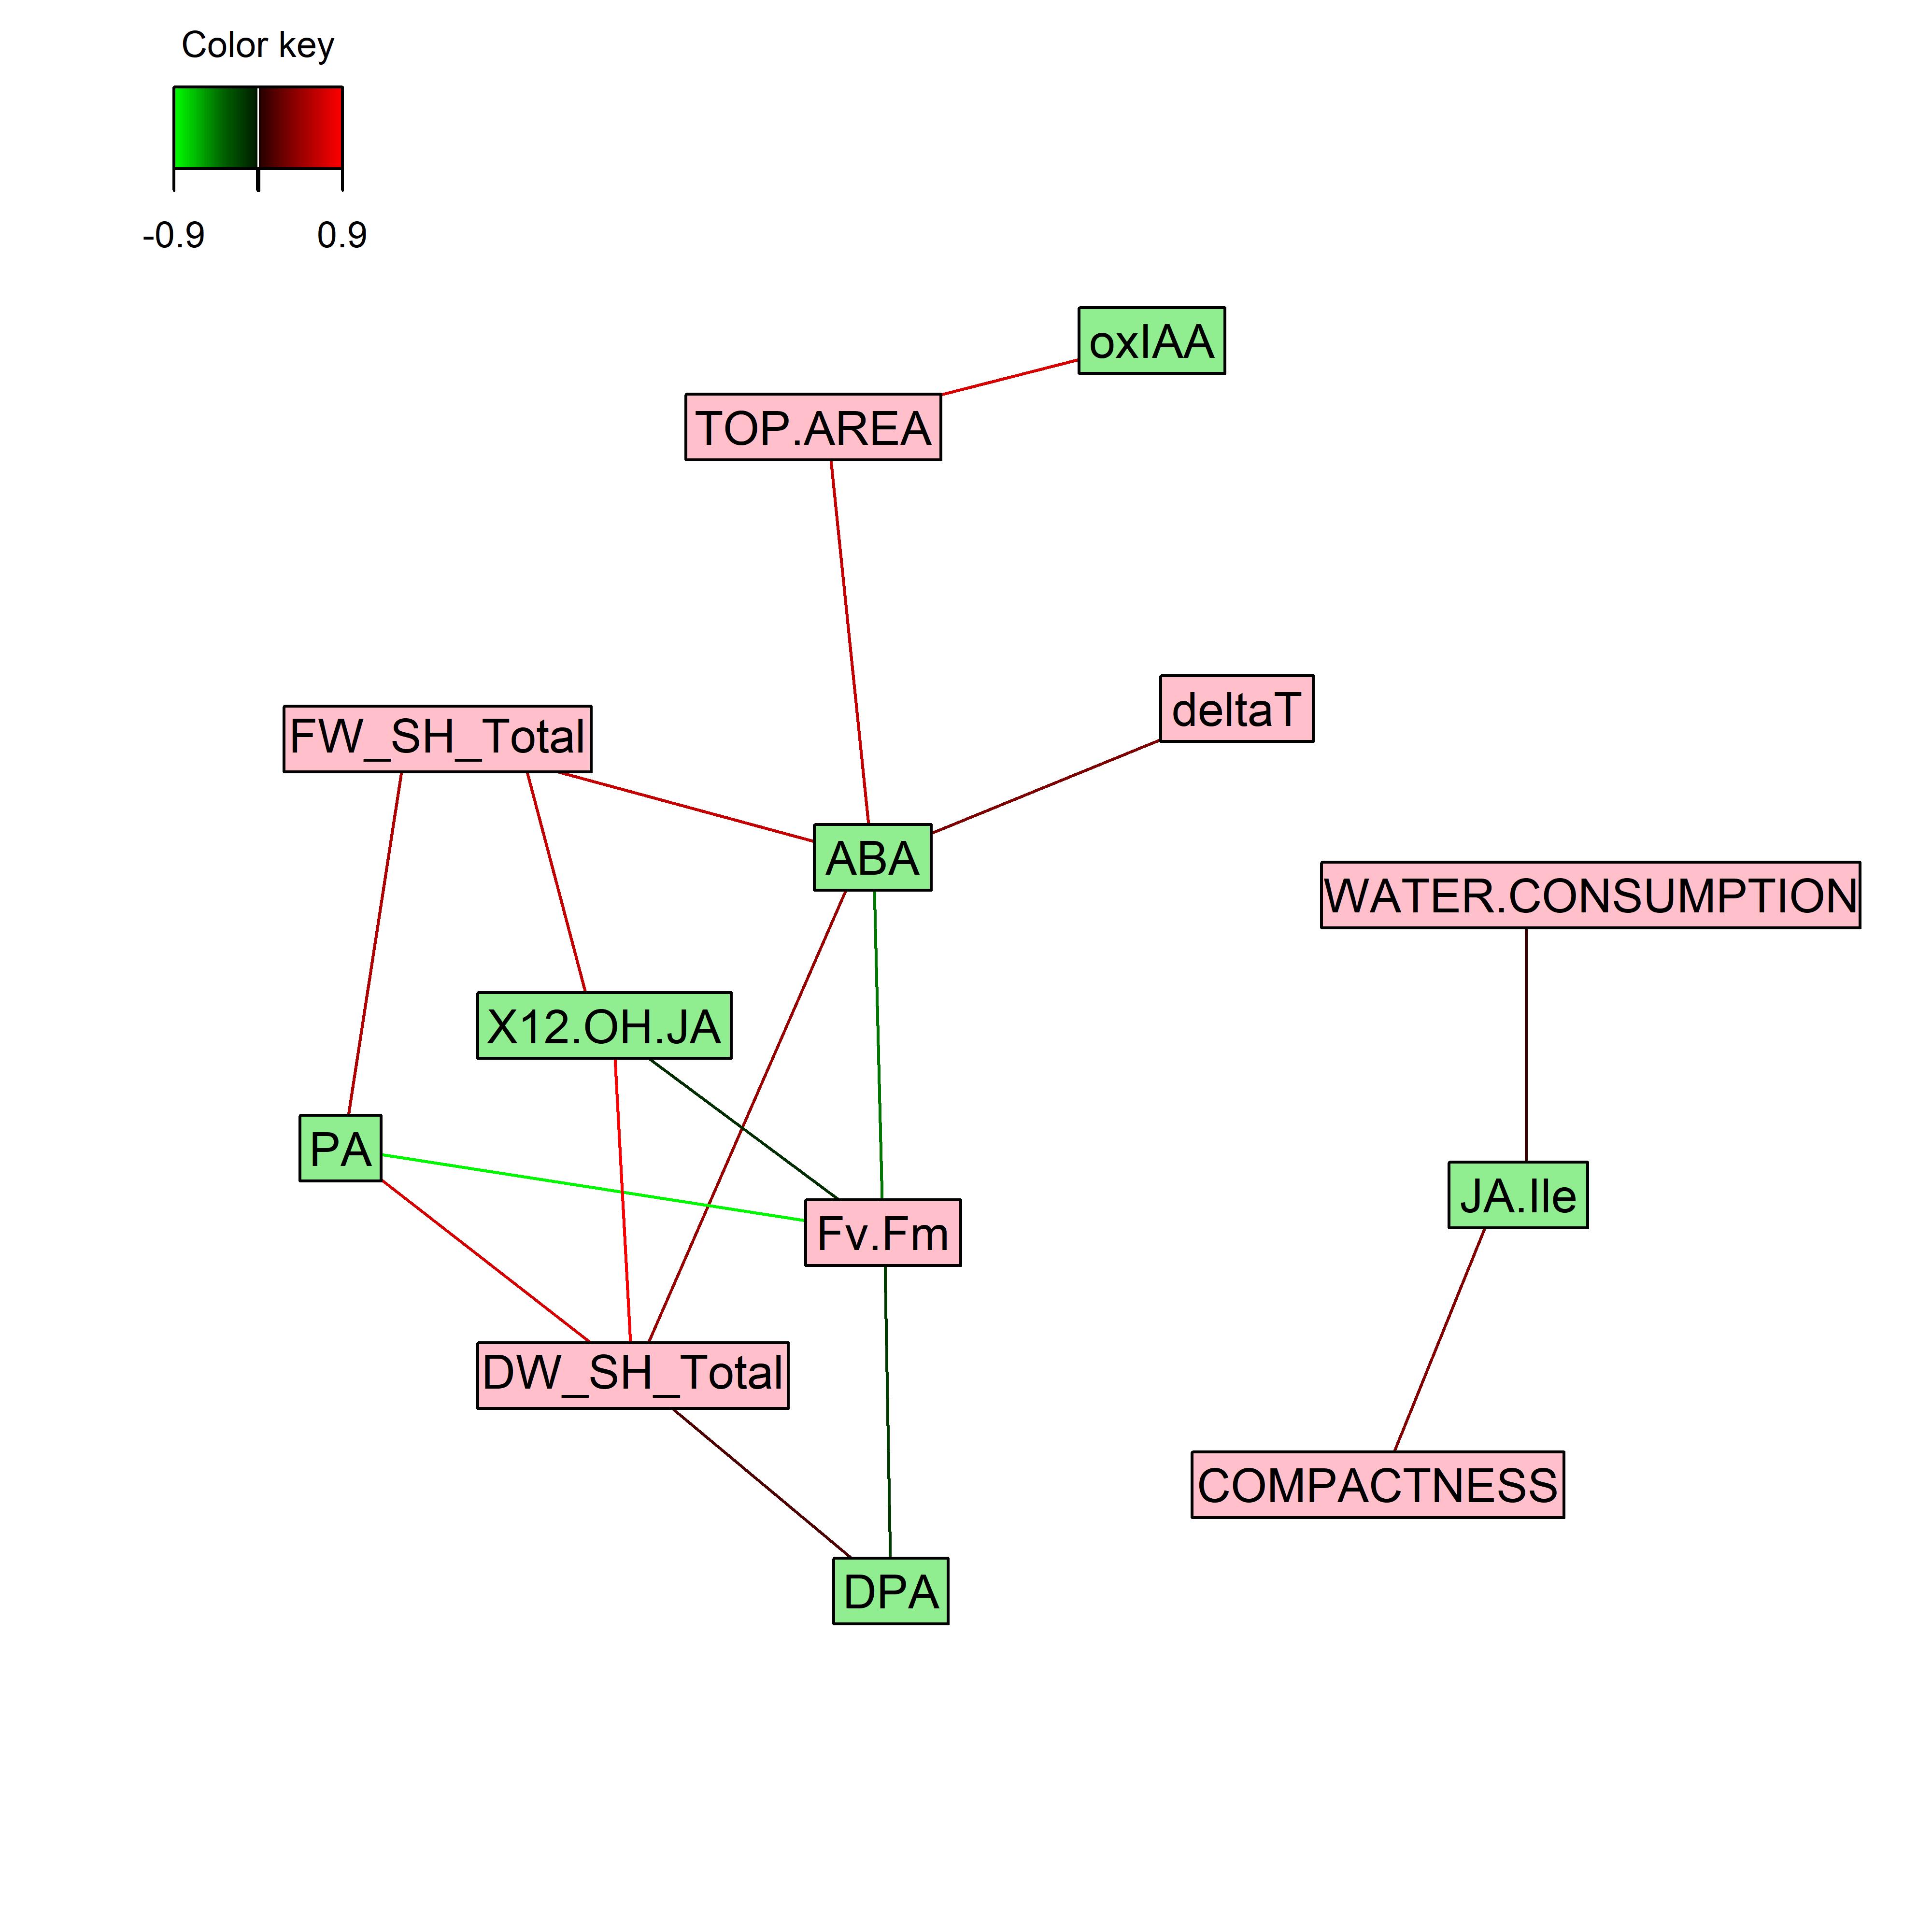 Color key
-0.9 0.9
oxIAA
TOP.AREA
deltaT
FW_SH_Total
ABA
WATER.CONSUMPTION
X12.OH.JA
PA
JA.Ile
Fv.Fm
DW_SH_Total
COMPACTNESS
DPA